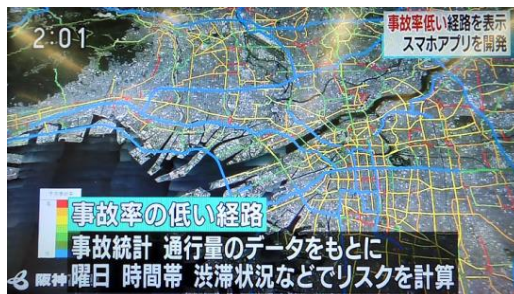 2:01
事故率低い経路を表示
スマホアプリを開発
事故率の低い経路
事故統計 通行量のデータをもとに
曜日 時間帯 渋滞状況などでリスクを計算
阪神